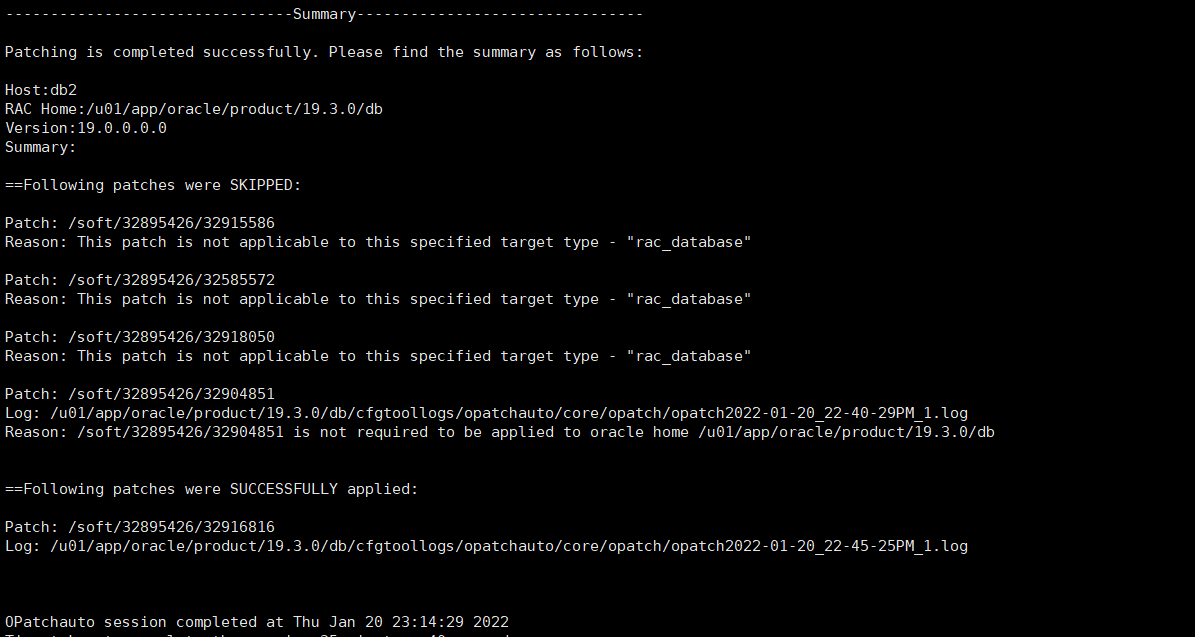 --------------------------------Summary--------------------------------
Patching is completed successfully. Please find the summary as follows:
Host:db2
RAC Home:/u01/app/oracle/product/19.3.0/db
Version:19.0.0.0.0
Summary:
==Following patches were SKIPPED:
Patch: /soft/32895426/32915586
Reason: This patch is not applicable to this specified target type - "rac_database"
Patch: /soft/32895426/32585572
Reason: This patch is not applicable to this specified target type - "rac_database"
Patch: /soft/32895426/32918050
Reason: This patch is not applicable to this specified target type - "rac_database"
Patch: /soft/32895426/32904851
Log: /u01/app/oracle/product/19.3.0/db/cfgtoollogs/opatchauto/core/opatch/opatch2022-01-20_22-40-29PM_1.log
Reason: /soft/32895426/32904851 is not required to be applied to oracle home /u01/app/oracle/product/19.3.0/db
==Following patches were SUCCESSFULLY applied:
Patch: /soft/32895426/32916816
Log: /u01/app/oracle/product/19.3.0/db/cfgtoollogs/opatchauto/core/opatch/opatch2022-01-20_22-45-25PM_1.log
OPatchauto session completed at Thu Jan 20 23:14:29 2022